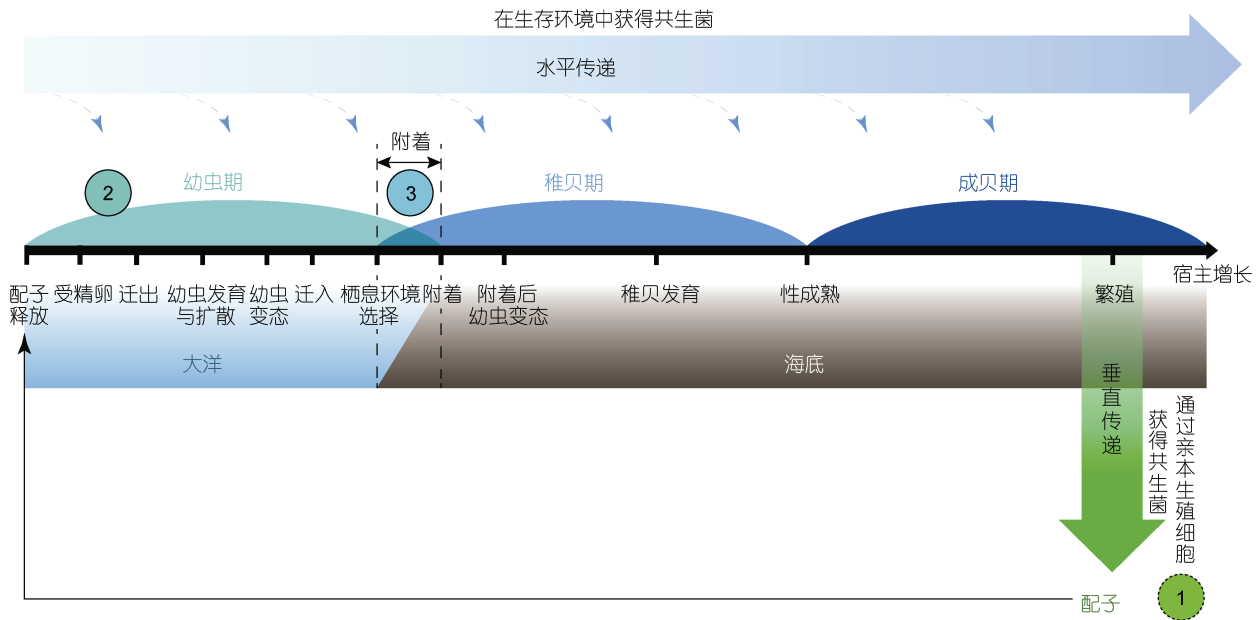 在生存环境中获得共生菌
水平传递
附着
2
幼虫期
3
稚贝期
成贝期
宿主增长
配子
释放
受精卵
迁出
幼虫发育
与扩散
幼虫
变态
迁入
栖息环境
选择
附着
附着后
幼虫变态
稚贝发育
性成熟
繁殖
大洋
海底
垂直传递
通过亲本生殖细胞
获得共生菌
配子
1